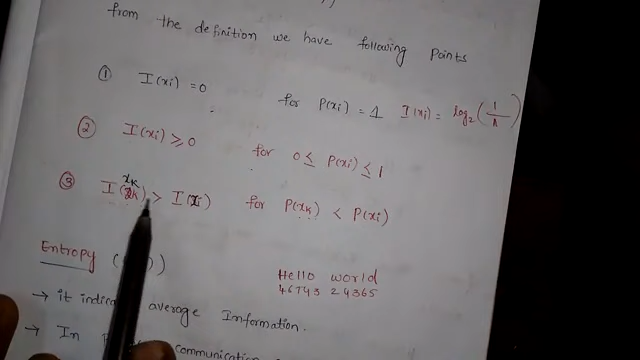 from the definition we have following Points
① I(xi) = 0 for P(xi) = 1 I(xi) = log₂(1/1)
② I(xi) ≥ 0 for 0 ≤ P(xi) ≤ 1
③ I(xk) > I(xi) for P(xk) < P(xi)
Entropy
Hello world
46743 24365
→ it average Information.
→ In communication